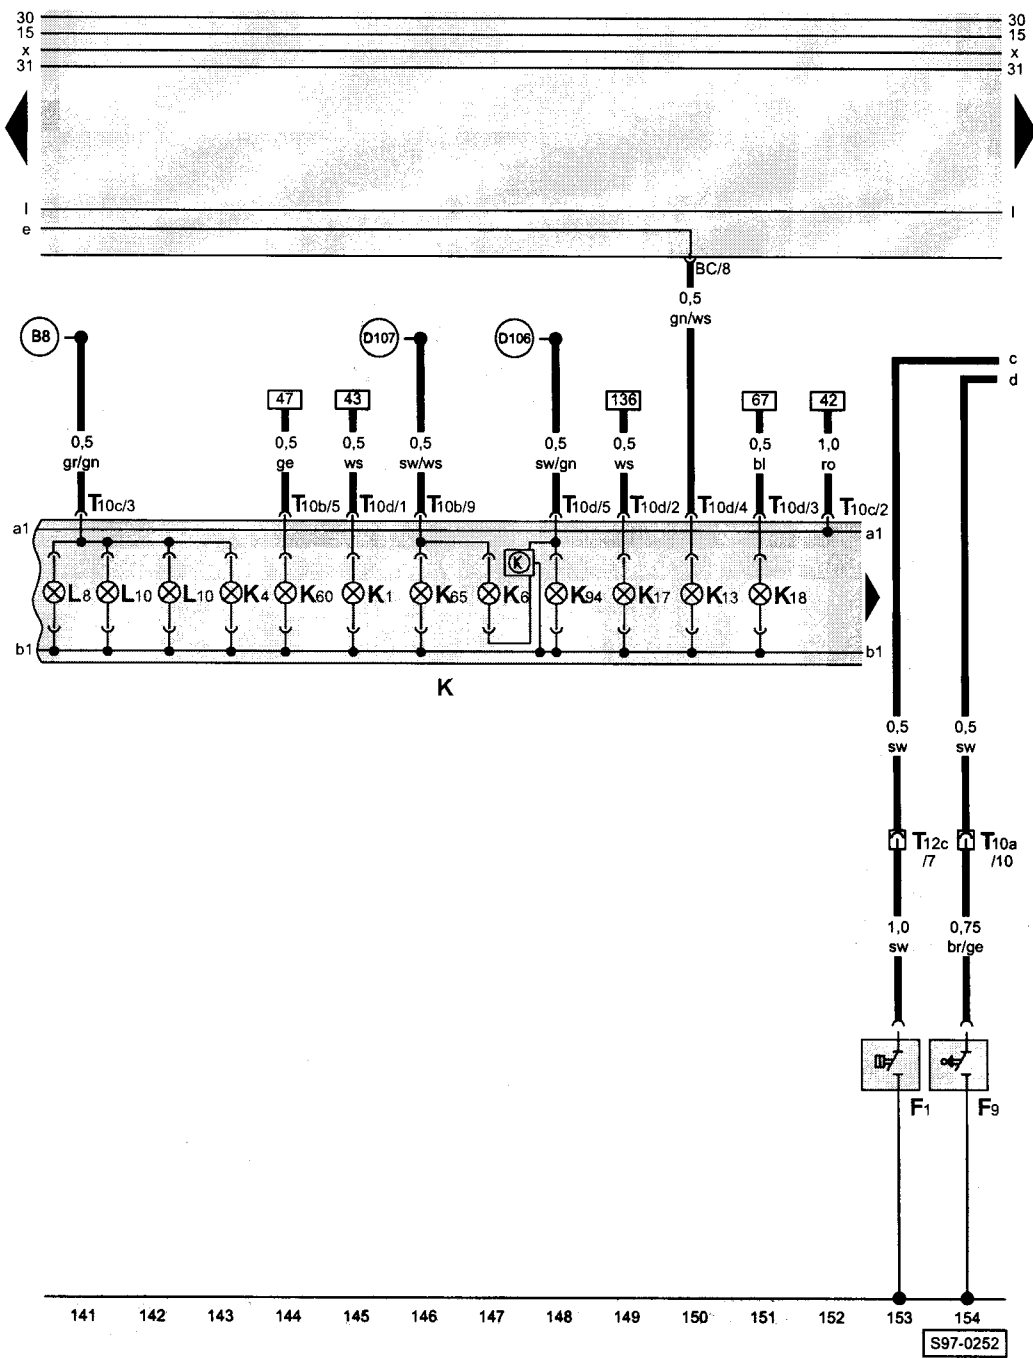 30 30
15 15
x x
31 31
I I
e
BC/8
0,5
gn/ws
B8 D107 D106
c
d
47 43 136 67 42
0,5 0,5 0,5 0,5 0,5 0,5 0,5 1,0
gr/gn ge ws sw/ws sw/gn ws bl ro
T10c/3 T10b/5 T10d/1 T10b/9 T10d/5 T10d/2 T10d/4 T10d/3 T10c/2
a1 a1
K
L8 L10 L10 K4 K60 K1 K65 K6 K94 K17 K13 K18
b1 b1
K
0,5 0,5
sw sw
T12c T10a
/7 /10
1,0 0,75
sw br/ge
F1 F9
141 142 143 144 145 146 147 148 149 150 151 152 153 154
S97-0252